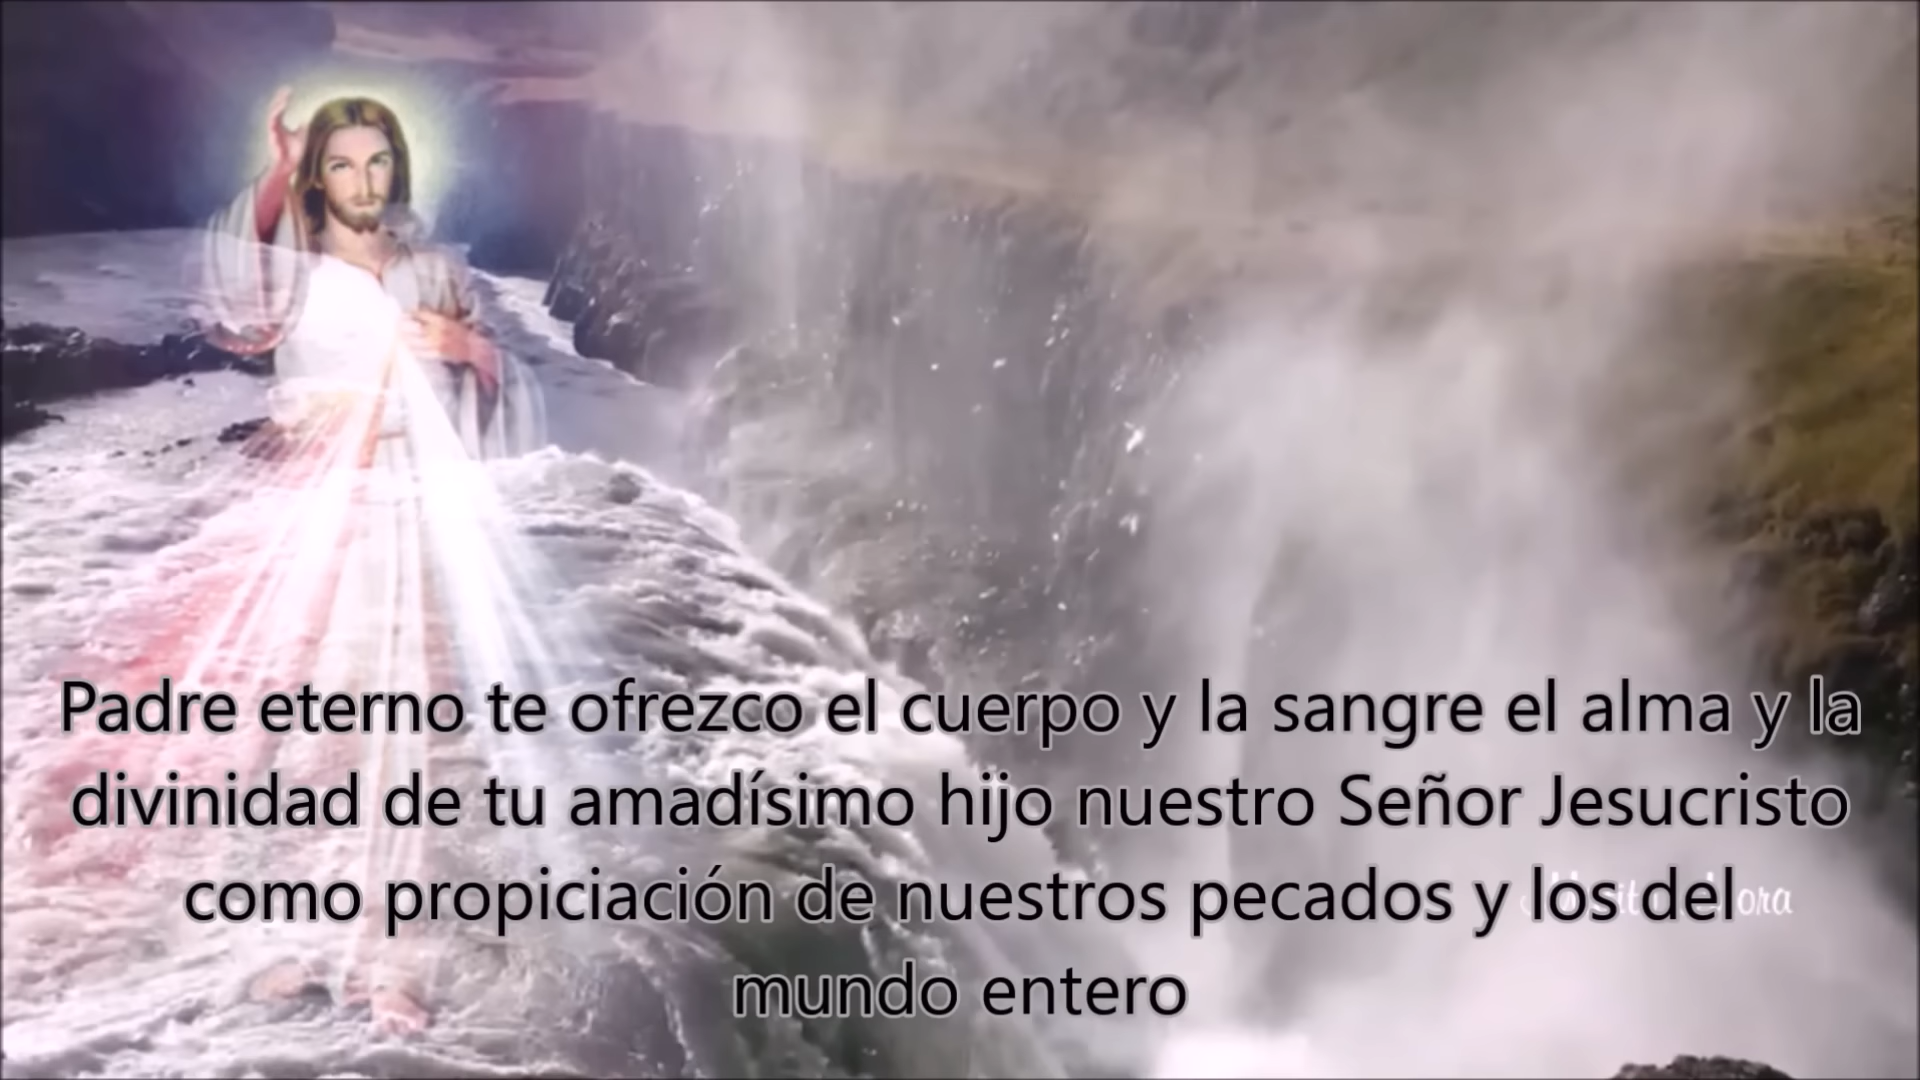 Padre eterno te ofrezco el cuerpo y la sangre el alma y la
divinidad de tu amadísimo hijo nuestro Señor Jesucristo
como propiciación de nuestros pecados y los del
mundo entero